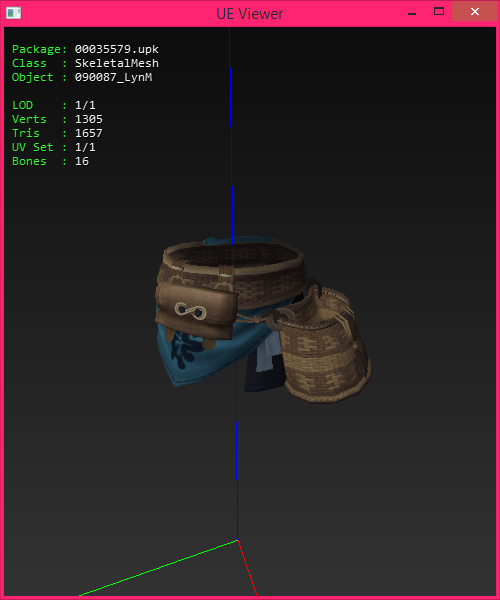 UE Viewer
Package: 00035579.upk
Class  : SkeletalMesh
Object : 090087_LynM
LOD    : 1/1
Verts  : 1305
Tris   : 1657
UV Set : 1/1
Bones  : 16